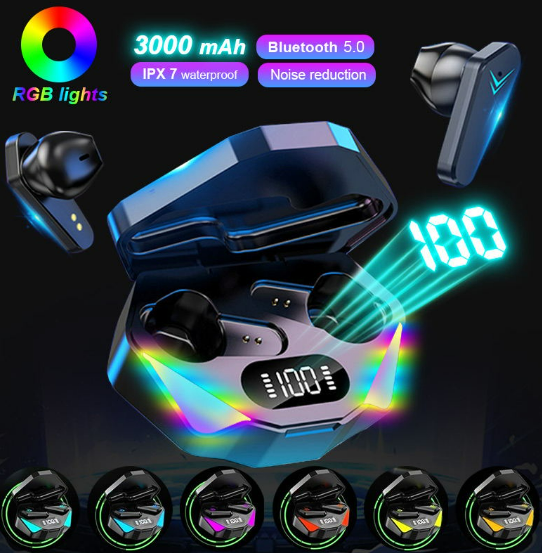 3000 mAh
Bluetooth 5.0
IPX 7 waterproof
Noise reduction
RGB lights
100
100